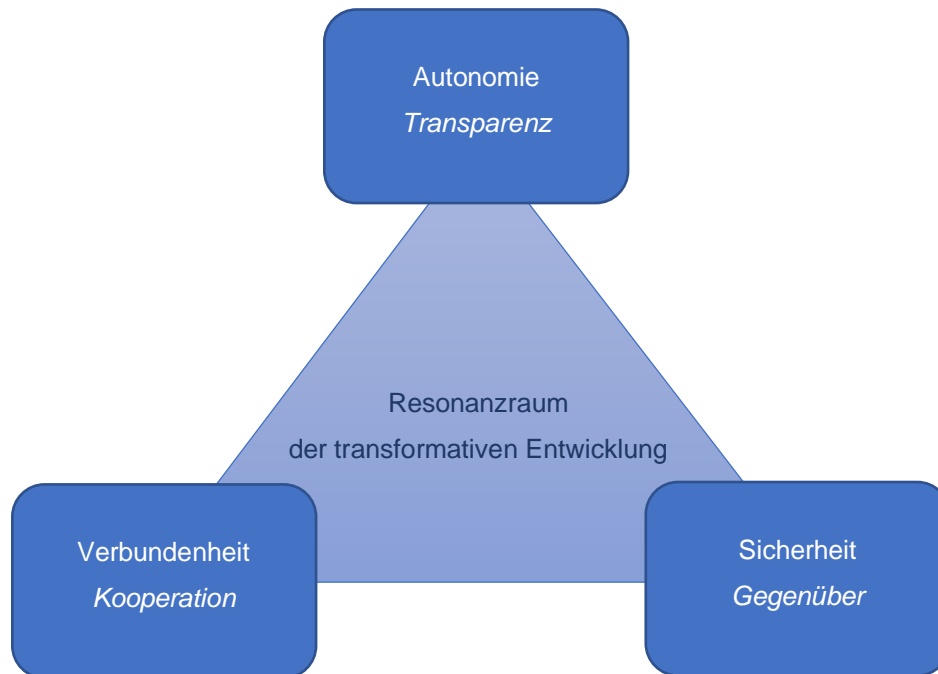 Autonomie
Transparenz
Resonanzraum
der transformativen Entwicklung
Verbundenheit
Kooperation
Sicherheit
Gegenüber